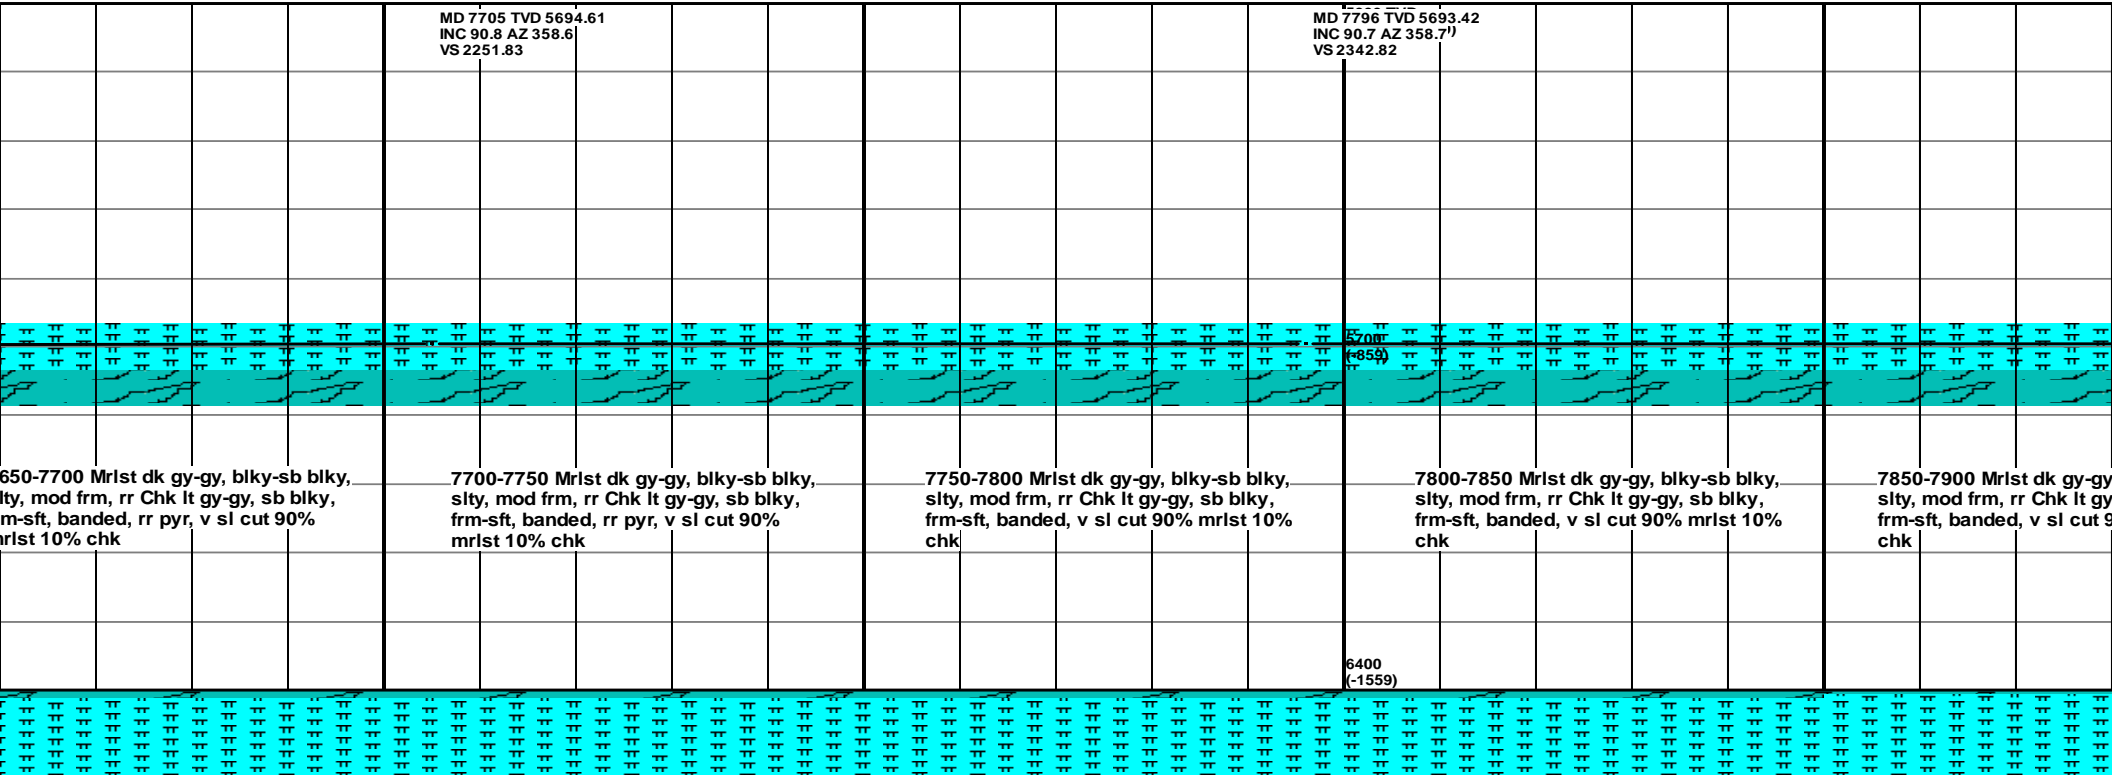 MD 7705 TVD 5694.61
INC 90.8 AZ 358.6
VS 2251.83
MD 7796 TVD 5693.42
INC 90.7 AZ 358.7
VS 2342.82
5700
(-859)
650-7700 Mrlst dk gy-gy, blky-sb blky,
lty, mod frm, rr Chk lt gy-gy, sb blky,
m-sft, banded, rr pyr, v sl cut 90%
rlst 10% chk
7700-7750 Mrlst dk gy-gy, blky-sb blky,
slty, mod frm, rr Chk lt gy-gy, sb blky,
frm-sft, banded, rr pyr, v sl cut 90%
mrlst 10% chk
7750-7800 Mrlst dk gy-gy, blky-sb blky,
slty, mod frm, rr Chk lt gy-gy, sb blky,
frm-sft, banded, v sl cut 90% mrlst 10%
chk
7800-7850 Mrlst dk gy-gy, blky-sb blky,
slty, mod frm, rr Chk lt gy-gy, sb blky,
frm-sft, banded, v sl cut 90% mrlst 10%
chk
7850-7900 Mrlst dk gy-gy
slty, mod frm, rr Chk lt gy
frm-sft, banded, v sl cut 9
chk
6400
(-1559)